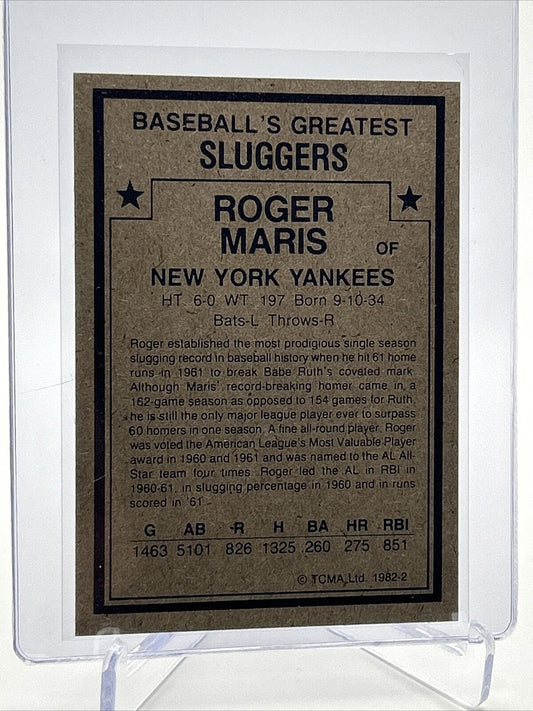 BASEBALL'S GREATEST
SLUGGERS
ROGER
MARIS OF
NEW YORK YANKEES
HT. 6-0 WT. 197 Born 9-10-34
Bats-L Throws-R
Roger established the most prodigious single season
slugging record in baseball history when he hit 61 home
runs in 1961 to break Babe Ruth's coveted mark.
Although Maris' record-breaking homer came in a
162-game season as opposed to 154 games for Ruth,
he is still the only major league player ever to surpass
60 homers in one season. A fine all-round player, Roger
was voted the American League's Most Valuable Player
award in 1960 and 1961 and was named to the AL All-
Star team four times. Roger led the AL in RBI in
1960-61, in slugging percentage in 1960 and in runs
scored in '61.
G AB R H BA HR RBI
1463 5101 826 1325 .260 275 851
© TCMA, Ltd. 1982-2